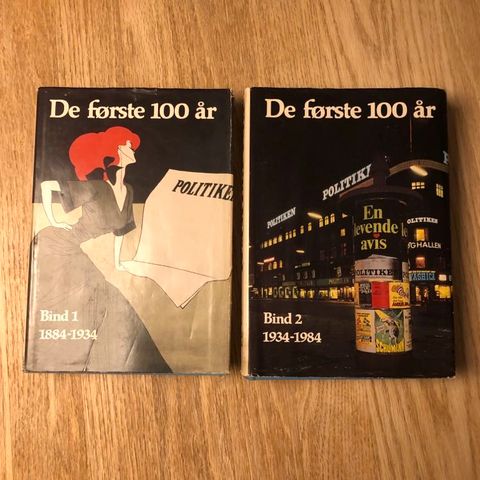 De første 100 år
POLITIKEN
Bind 1
1884-1934
De første 100 år
POLITIKEN
POLITIKEN
En
levende
avis
POLITIKEN
POLITIKEN
Bind 2
1934-1984